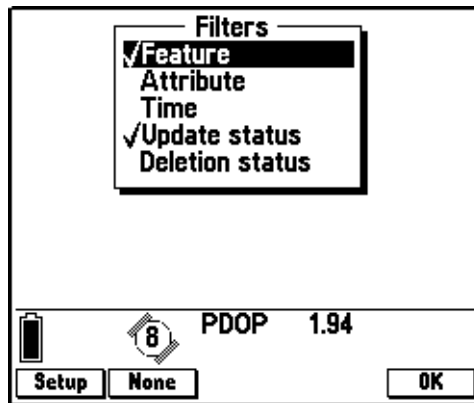 Filters
√Feature
Attribute
Time
√Update status
Deletion status
8 PDOP 1.94
Setup None OK